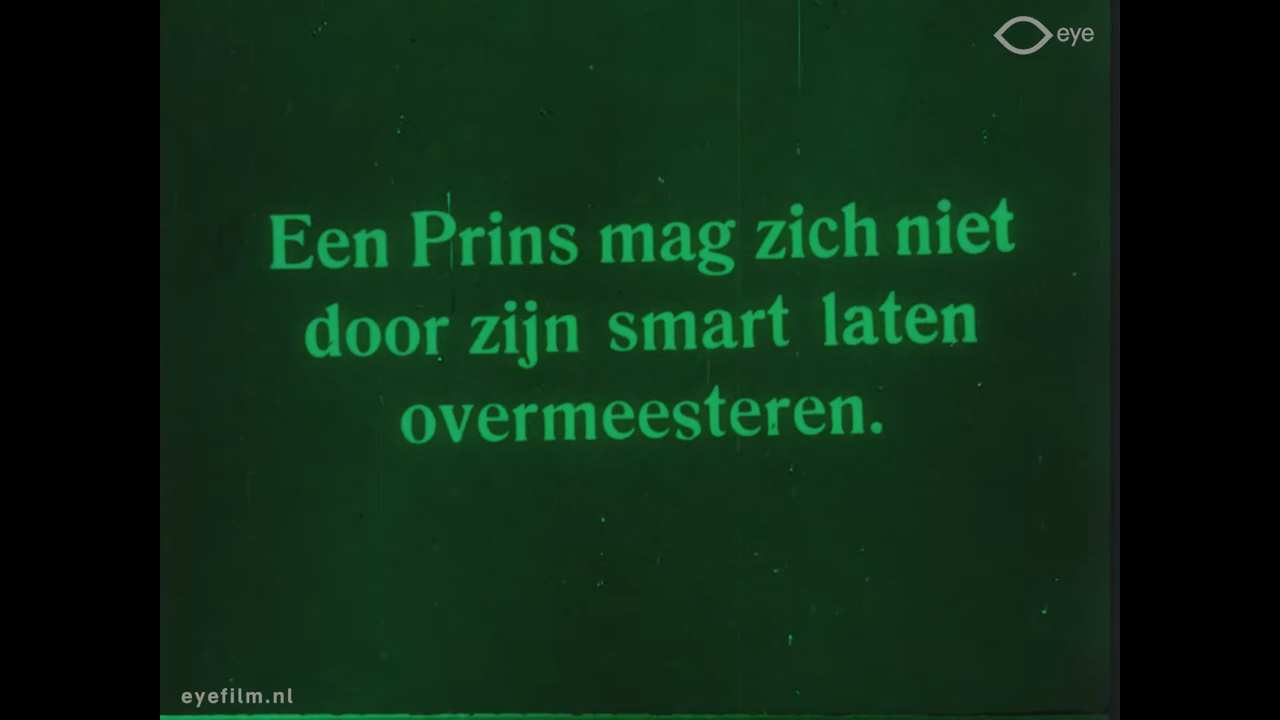 eye
Een Prins mag zich niet
door zijn smart laten
overmeesteren.
eyefilm.nl